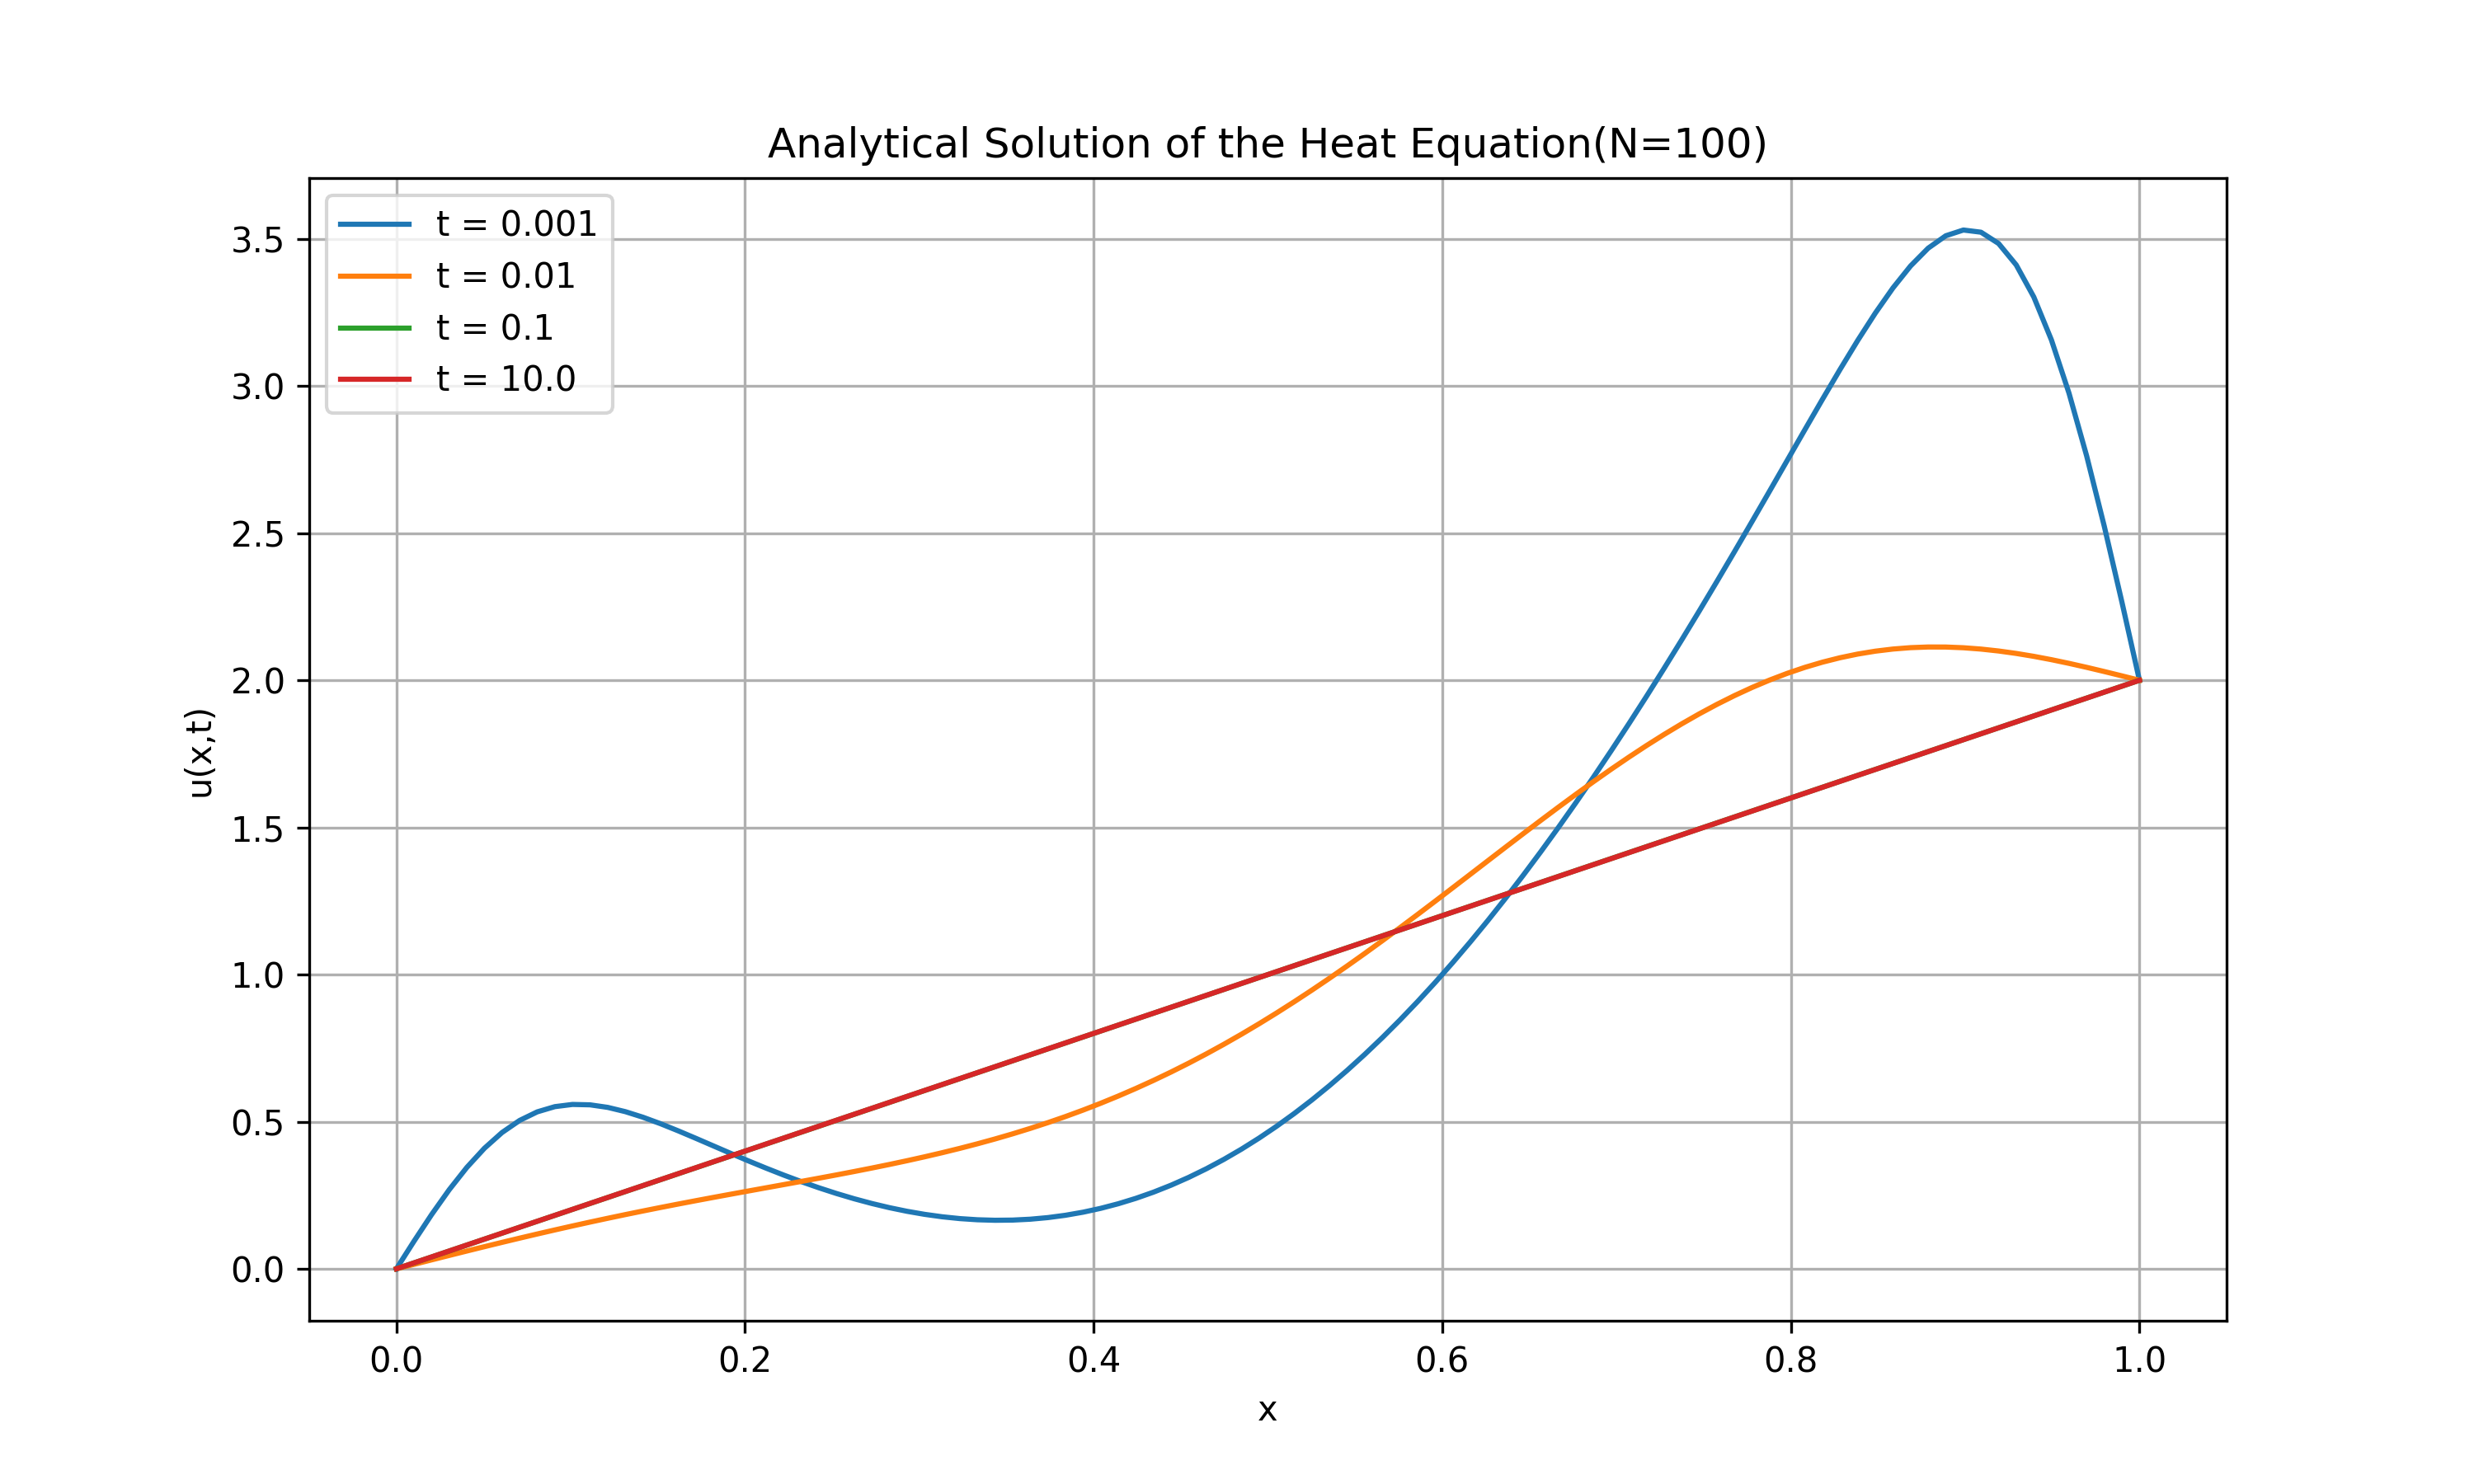 Analytical Solution of the Heat Equation(N=100)
t = 0.001
t = 0.01
t = 0.1
t = 10.0
3.5
3.0
2.5
2.0
1.5
1.0
0.5
0.0
u(x,t)
0.0 0.2 0.4 0.6 0.8 1.0
x